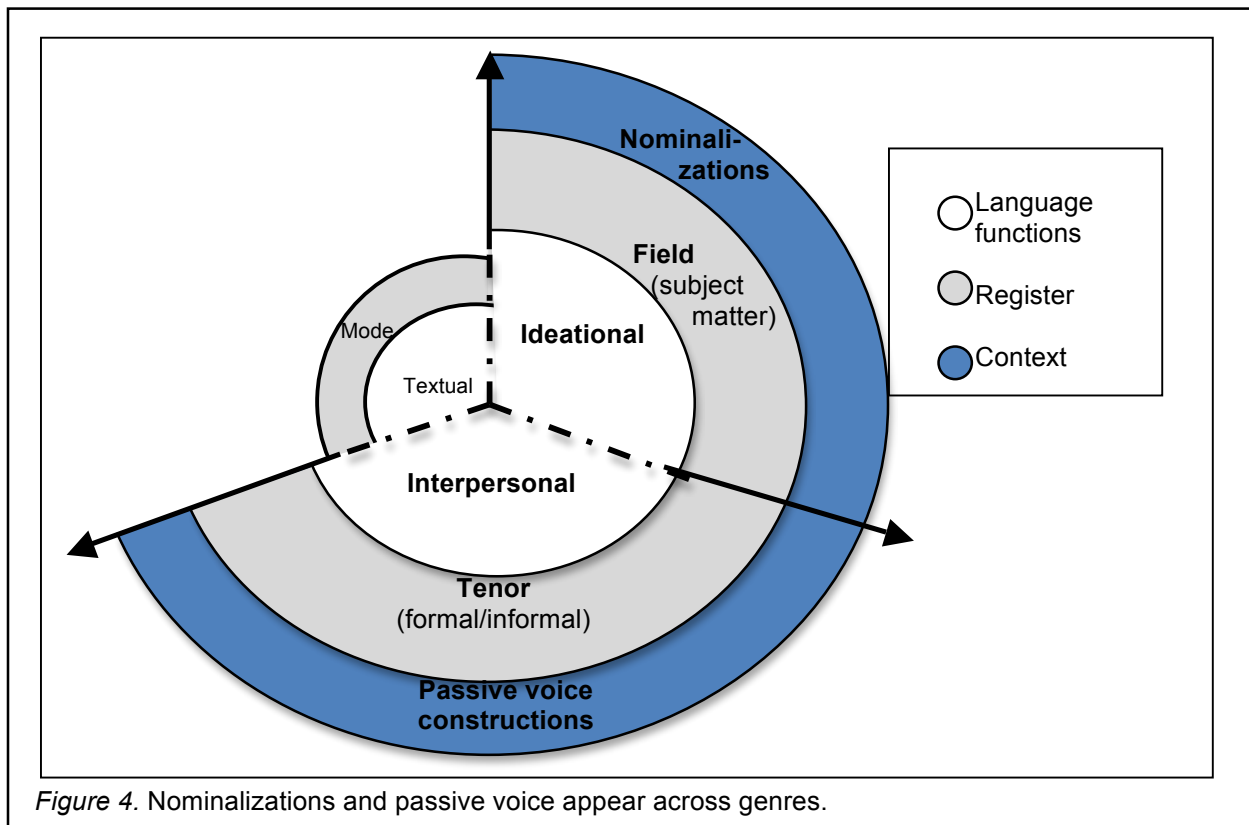 Nominali-
zations
Field
(subject
matter)
Ideational
Mode
Textual
Interpersonal
Tenor
(formal/informal)
Passive voice
constructions
Language
functions
Register
Context
Figure 4. Nominalizations and passive voice appear across genres.